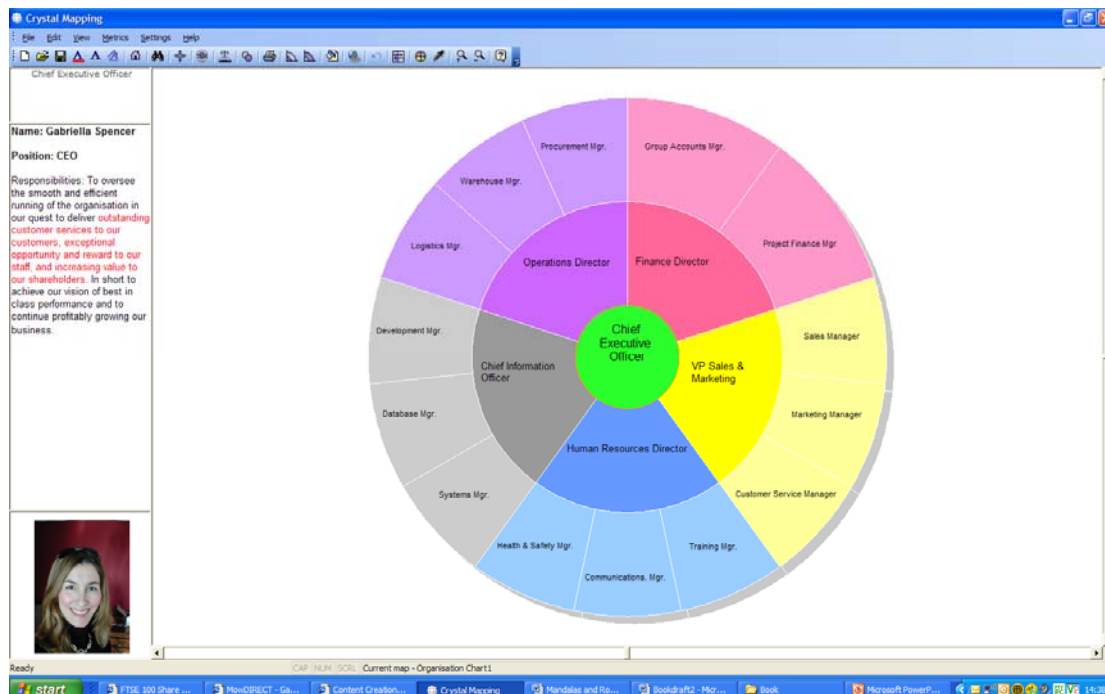 Crystal Mapping
File Edit View Metrics Settings Help
Chief Executive Officer
Name: Gabriella Spencer
Position: CEO
Responsibilities: To oversee
the smooth and efficient
running of the organisation in
our quest to deliver outstanding
customer services to our
customers, exceptional
opportunity and reward to our
staff, and increasing value to
our shareholders. In short to
achieve our vision of best in
class performance and to
continue profitably growing our
business.
Procurement Mgr.
Group Accounts Mgr.
Warehouse Mgr.
Logistics Mgr.
Project Finance Mgr
Operations Director
Finance Director
Development Mgr.
Chief
Executive
Officer
Sales Manager
Chief Information
Officer
VP Sales &
Marketing
Database Mgr.
Marketing Manager
Human Resources Director
Systems Mgr.
Customer Service Manager
Health & Safety Mgr.
Training Mgr.
Communications. Mgr.
Ready
CAP NUM SCRL Current map - Organisation Chart1
start
FTSE 100 Share ...
MowDIRECT - Ga...
Content Creation...
Crystal Mapping
Mandalas and Ro...
Bookdraft2 - Micr...
Book
Microsoft PowerP...